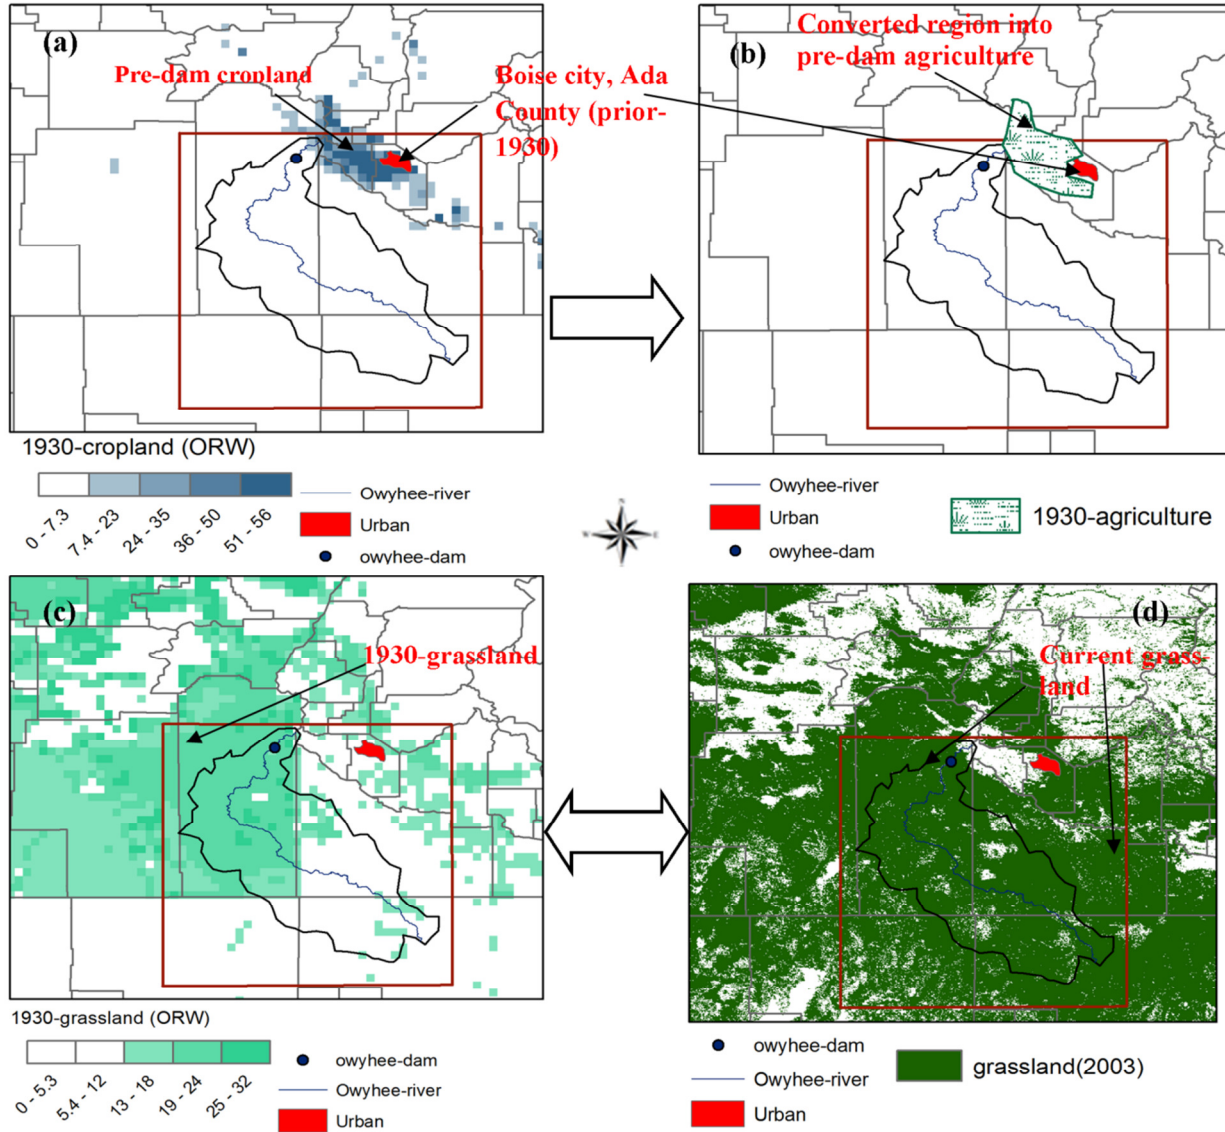 (a)
Pre-dam cropland
Boise city, Ada
County (prior-
1930)
(b)
Converted region into
pre-dam agriculture
1930-cropland (ORW)
0 - 7.3
7.4 - 23
24 - 35
36 - 50
51 - 56
Owyhee-river
Urban
owyhee-dam
N
W
E
S
Owyhee-river
Urban
owyhee-dam
1930-agriculture
(c)
1930-grassland
(d)
Current grass
land
1930-grassland (ORW)
0 - 5.3
5.4 - 12
13 - 18
19 - 24
25 - 32
owyhee-dam
Owyhee-river
Urban
owyhee-dam
Owyhee-river
Urban
grassland(2003)